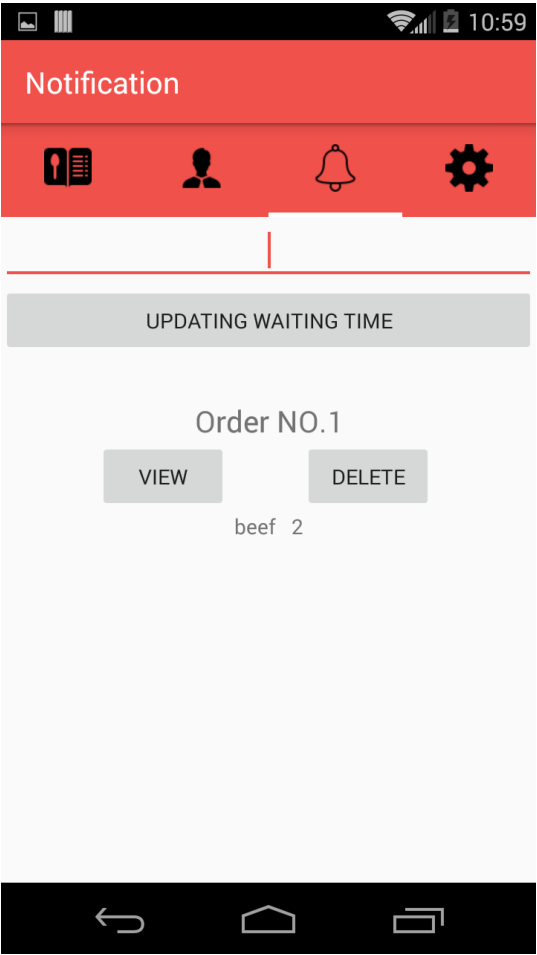 10:59
Notification
UPDATING WAITING TIME
Order NO.1
VIEW DELETE
beef 2